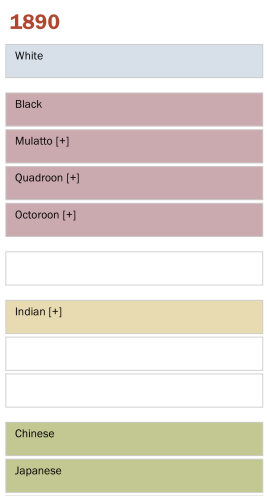 1890
White
Black
Mulatto [+]
Quadroon [+]
Octoroon [+]
Indian [+]
Chinese
Japanese